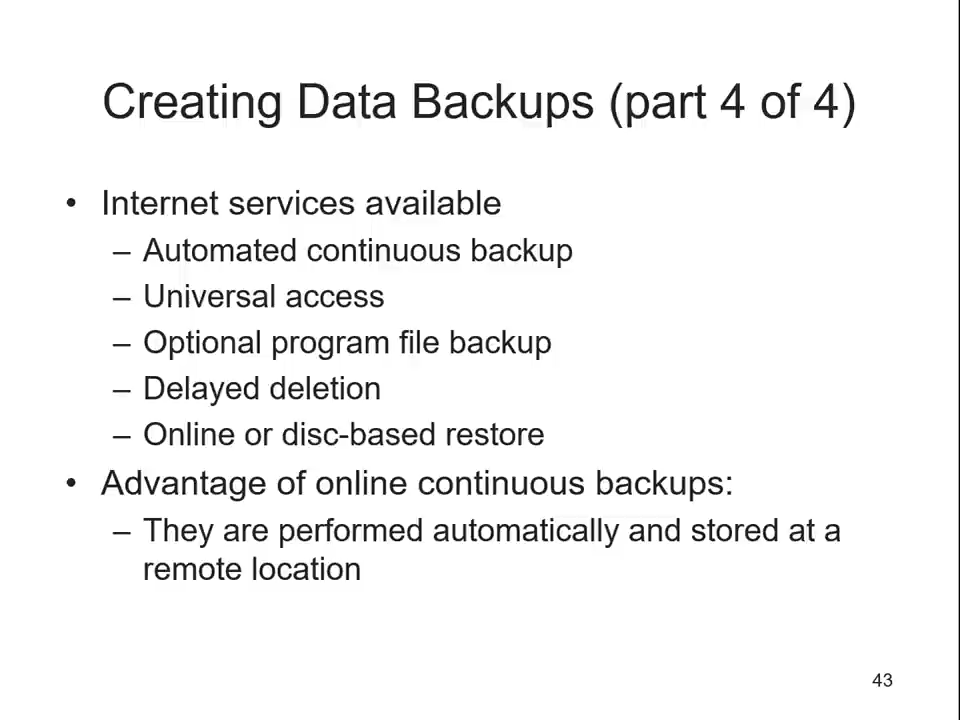 Creating Data Backups (part 4 of 4)
• Internet services available
– Automated continuous backup
– Universal access
– Optional program file backup
– Delayed deletion
– Online or disc-based restore
• Advantage of online continuous backups:
– They are performed automatically and stored at a
remote location
43